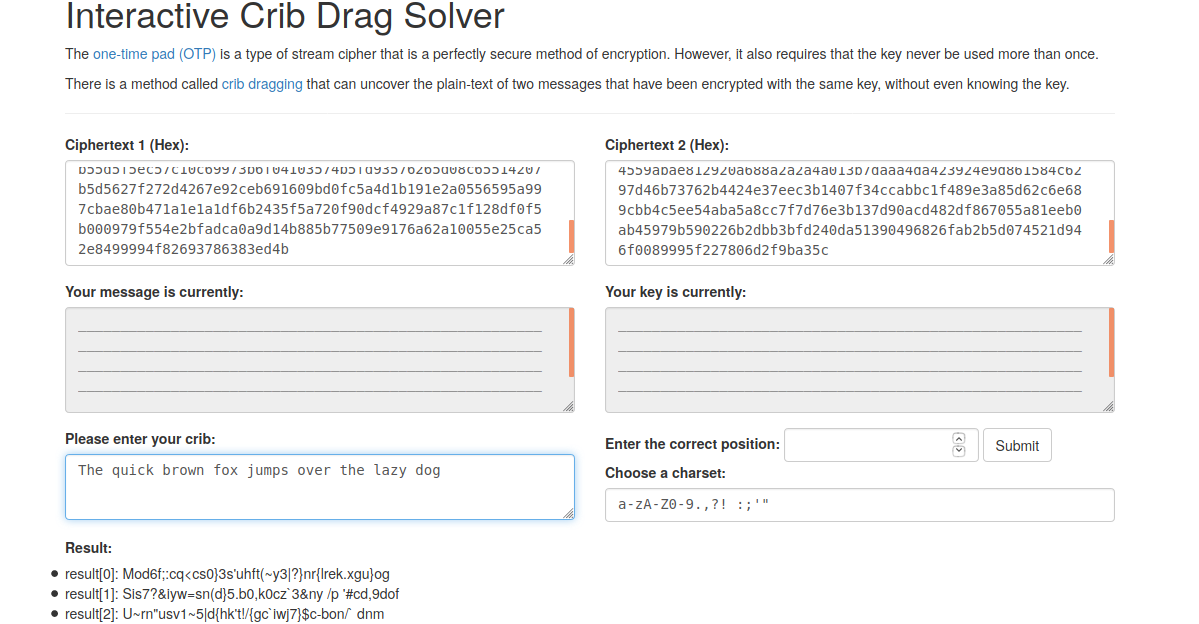 Interactive Crib Drag Solver
The one-time pad (OTP) is a type of stream cipher that is a perfectly secure method of encryption. However, it also requires that the key never be used more than once.
There is a method called crib dragging that can uncover the plain-text of two messages that have been encrypted with the same key, without even knowing the key.
Ciphertext 1 (Hex):
Ciphertext 2 (Hex):
b55d5f5ec57c10c69973b6f04103574b5fd93576265d08c65514207
b5d5627f272d4267e92ceb691609bd0fc5a4d1b191e2a0556595a99
7cbae80b471a1e1a1df6b2435f5a720f90dcf4929a87c1f128df0f5
b000979f554e2bfadca0a9d14b885b77509e9176a62a10055e25ca5
2e8499994f82693786383ed4b
4559abae812920a688a2a2a4a013b7daaa4da423924e9d861584c62
97d46b73762b4424e37eec3b1407f34ccabbc1f489e3a85d62c6e68
9cbb4c5ee54aba5a8cc7f7d76e3b137d90acd482df867055a81eeb0
ab45979b590226b2dbb3bfd240da51390496826fab2b5d074521d94
6f0089995f227806d2f9ba35c
Your message is currently:
Your key is currently:
Please enter your crib:
The quick brown fox jumps over the lazy dog
Enter the correct position:
Submit
Choose a charset:
a-zA-Z0-9.,?! :;'"
Result:
result[0]: Mod6f;:cq<cs0}3s'uhft(~y3|?}nr{lrek.xgu}og
result[1]: Sis7?&iyw=sn(d}5.b0,k0cz`3&ny /p '#cd,9dof
result[2]: U~rn"usv1~5|d{hk't!/{gc`iwj7}$c-bon/` dnm